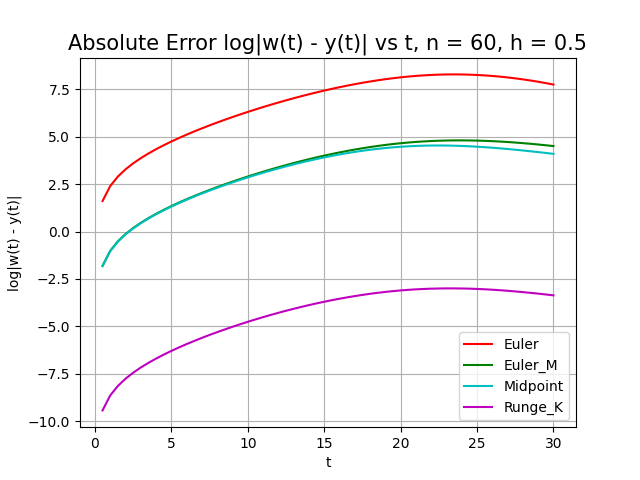 Absolute Error log|w(t) - y(t)| vs t, n = 60, h = 0.5
log|w(t) - y(t)|
7.5
5.0
2.5
0.0
−2.5
−5.0
−7.5
−10.0
Euler
Euler_M
Midpoint
Runge_K
0 5 10 15 20 25 30
t